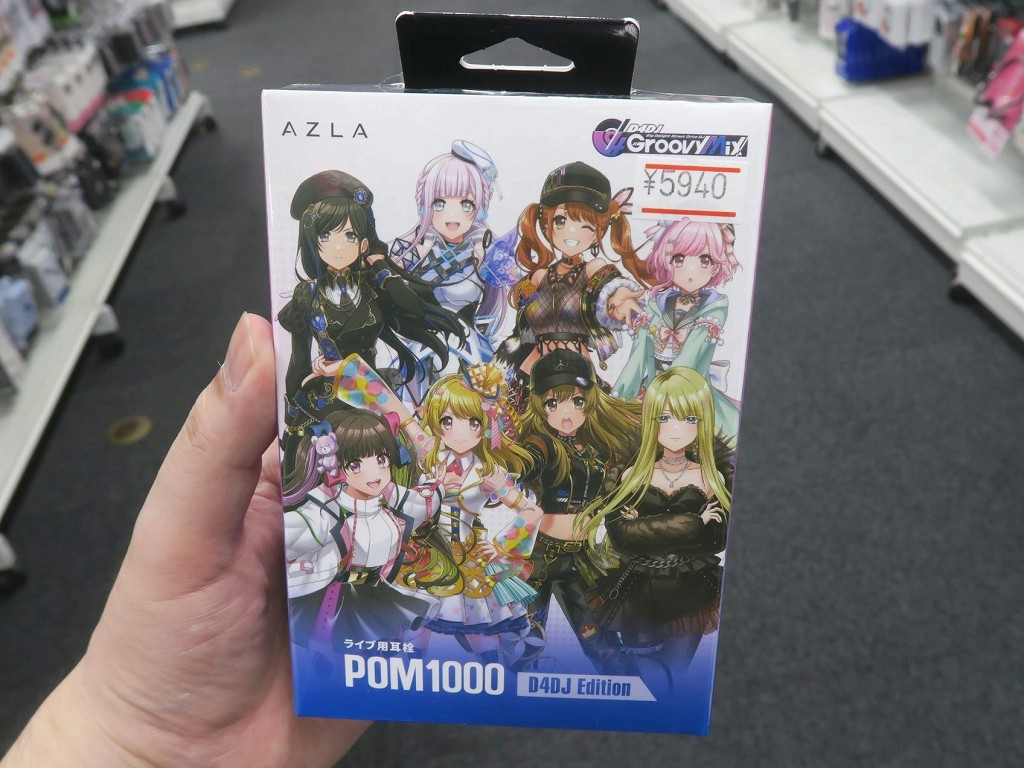 AZLA
D4DJ
Groovy Mix
¥5940
ライブ用耳栓
POM1000
D4DJ Edition